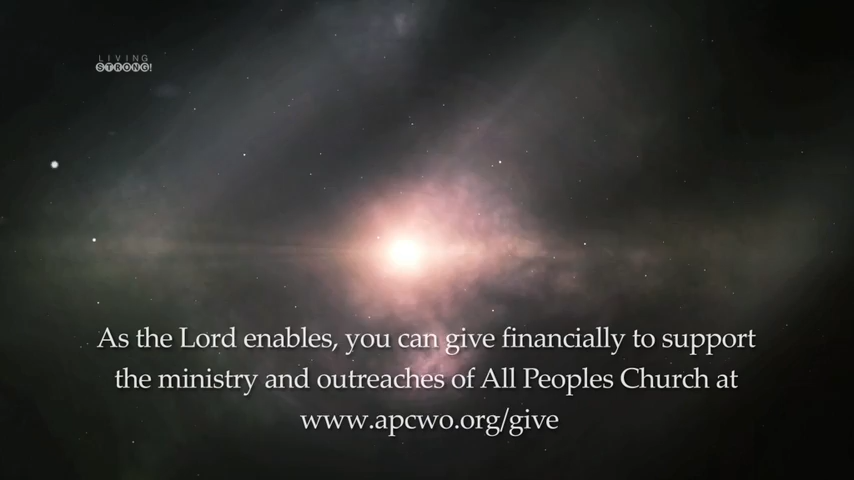 LIVING
STRONG!
As the Lord enables, you can give financially to support
the ministry and outreaches of All Peoples Church at
www.apcwo.org/give